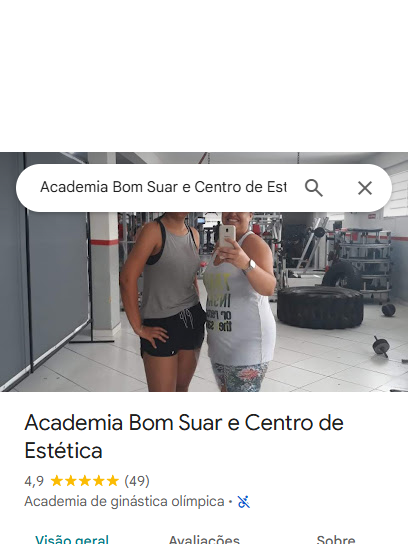 Academia Bom Suar e Centro de Est
Academia Bom Suar e Centro de
Estética
4,9 (49)
Academia de ginástica olímpica ·
Visão geral Avaliações Sobre